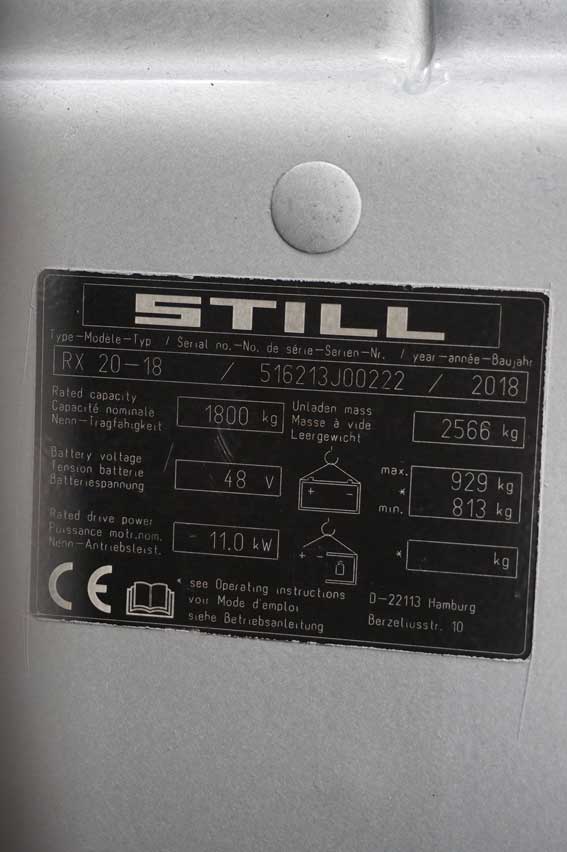 STILL
Type-Modèle-Typ / Serial no.-No. de série-Serien-Nr. / year-année-Baujahr
RX 20-18 / 516213J00222 / 2018
Rated capacity
Capacité nominale
Nenn-Tragfähigkeit
1800 kg
Unladen mass
Masse à vide
Leergewicht
2566 kg
Battery voltage
Tension batterie
Batteriespannung
48 V
+ -
max. 929 kg
*
min. 813 kg
Rated drive power
Puissance motr.nom.
Nenn-Antriebsleist.
11.0 kW
+ -
* kg
CE
* see Operating instructions
voir Mode d'emploi
siehe Betriebsanleitung
D-22113 Hamburg
Berzeliusstr. 10